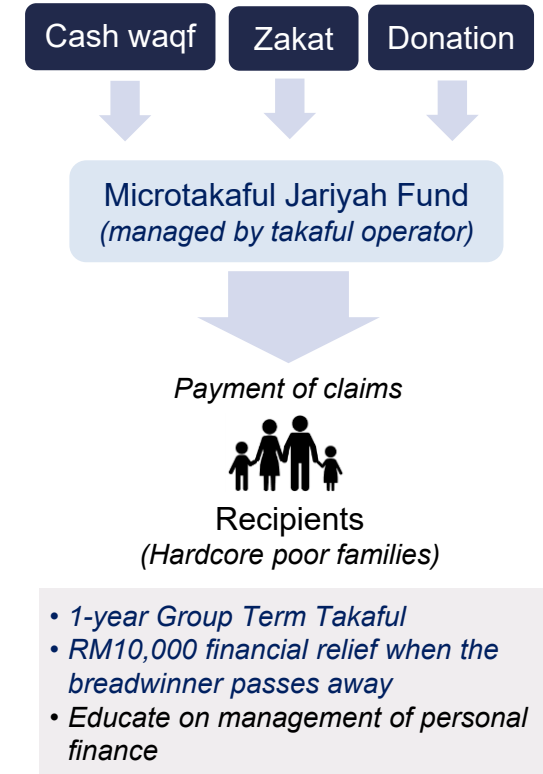 Cash waqf
Zakat
Donation
Microtakaful Jariyah Fund
(managed by takaful operator)
Payment of claims
Recipients
(Hardcore poor families)
• 1-year Group Term Takaful
• RM10,000 financial relief when the
breadwinner passes away
• Educate on management of personal
finance